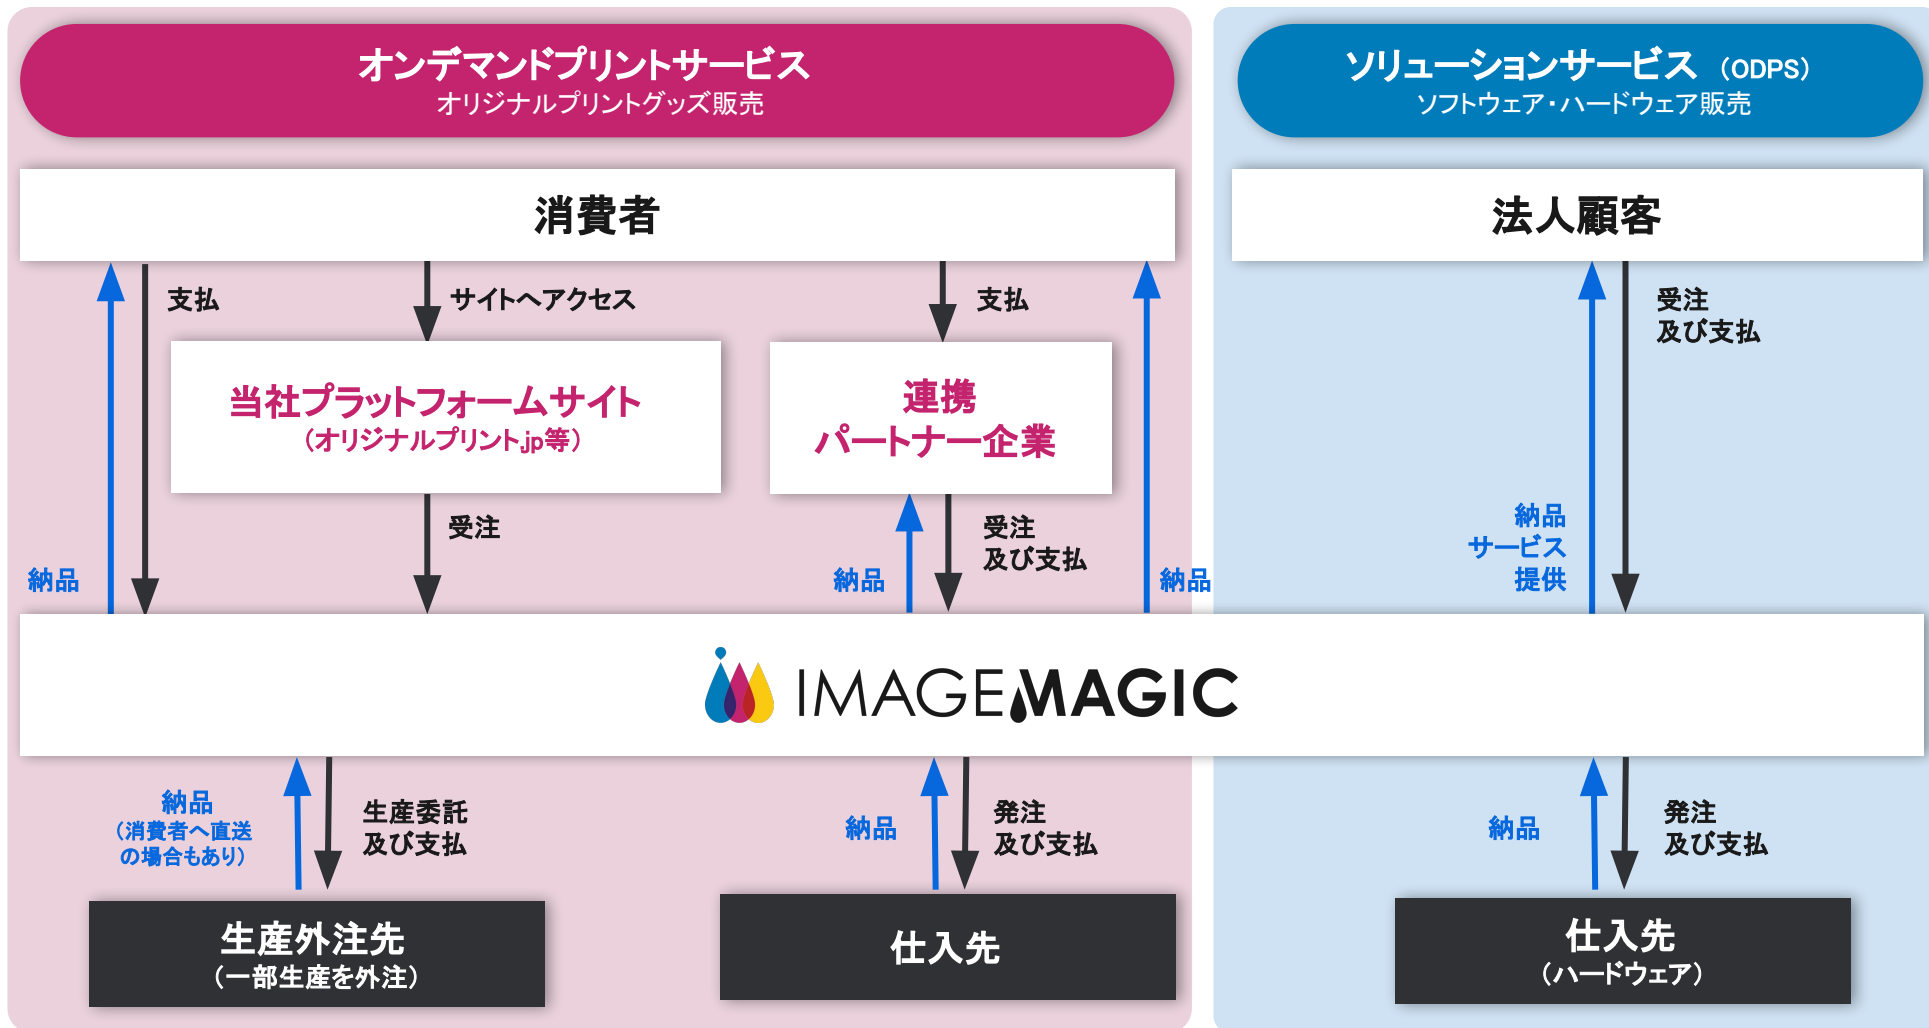 オンデマンドプリントサービス
オリジナルプリントグッズ販売
ソリューションサービス （ODPS）
ソフトウェア・ハードウェア販売
消費者
法人顧客
支払
サイトへアクセス
支払
受注
及び支払
当社プラットフォームサイト
（オリジナルプリント.jp等）
連携
パートナー企業
受注
受注
及び支払
納品
納品
納品
納品
サービス
提供
IMAGEMAGIC
納品
（消費者へ直送
の場合もあり）
生産委託
及び支払
納品
発注
及び支払
納品
発注
及び支払
生産外注先
（一部生産を外注）
仕入先
仕入先
（ハードウェア）